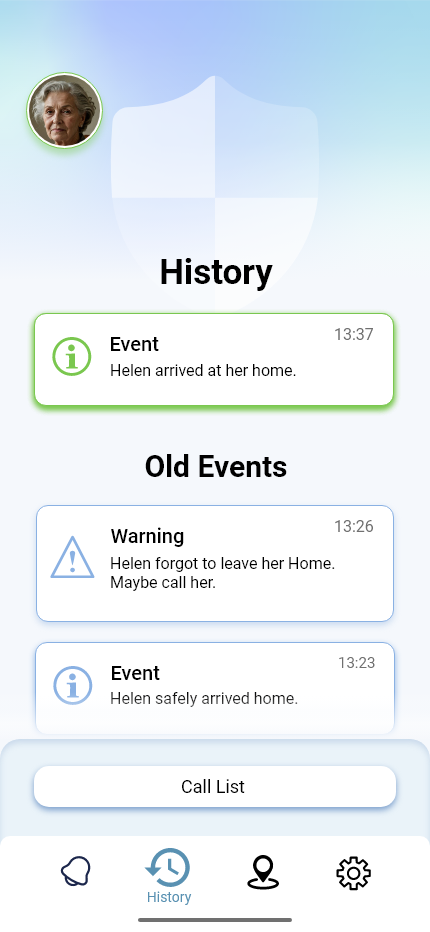 History
Event
13:37
Helen arrived at her home.
Old Events
Warning
13:26
Helen forgot to leave her Home.
Maybe call her.
Event
13:23
Helen safely arrived home.
Call List
History